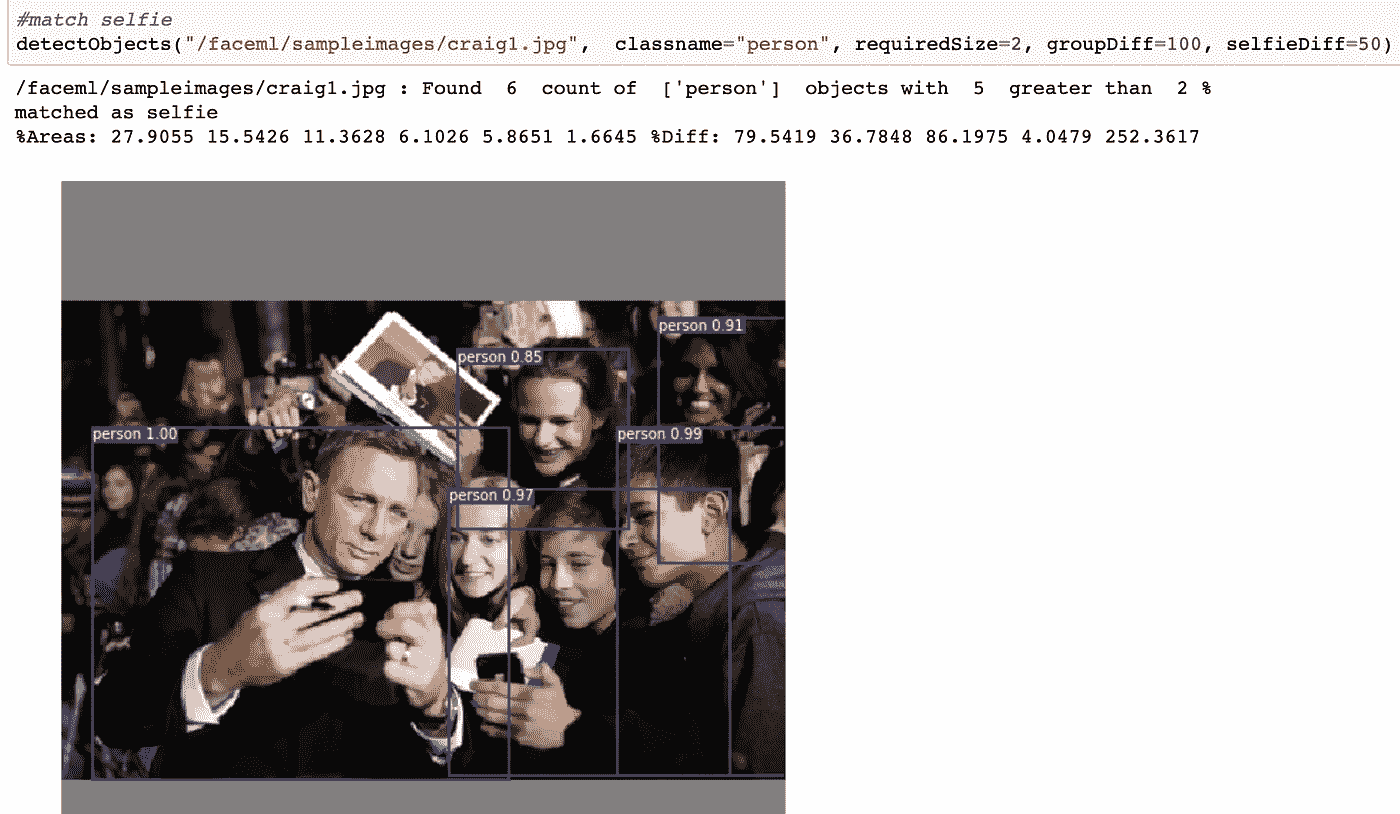 #match selfie
detectObjects("/faceml/sampleimages/craig1.jpg", classname="person", requiredSize=2, groupDiff=100, selfieDiff=50)
/faceml/sampleimages/craig1.jpg : Found 6 count of ['person'] objects with 5 greater than 2 %
matched as selfie
%Areas: 27.9055 15.5426 11.3628 6.1026 5.8651 1.6645 %Diff: 79.5419 36.7848 86.1975 4.0479 252.3617
person 0.91
person 0.85
person 1.00
person 0.99
person 0.97